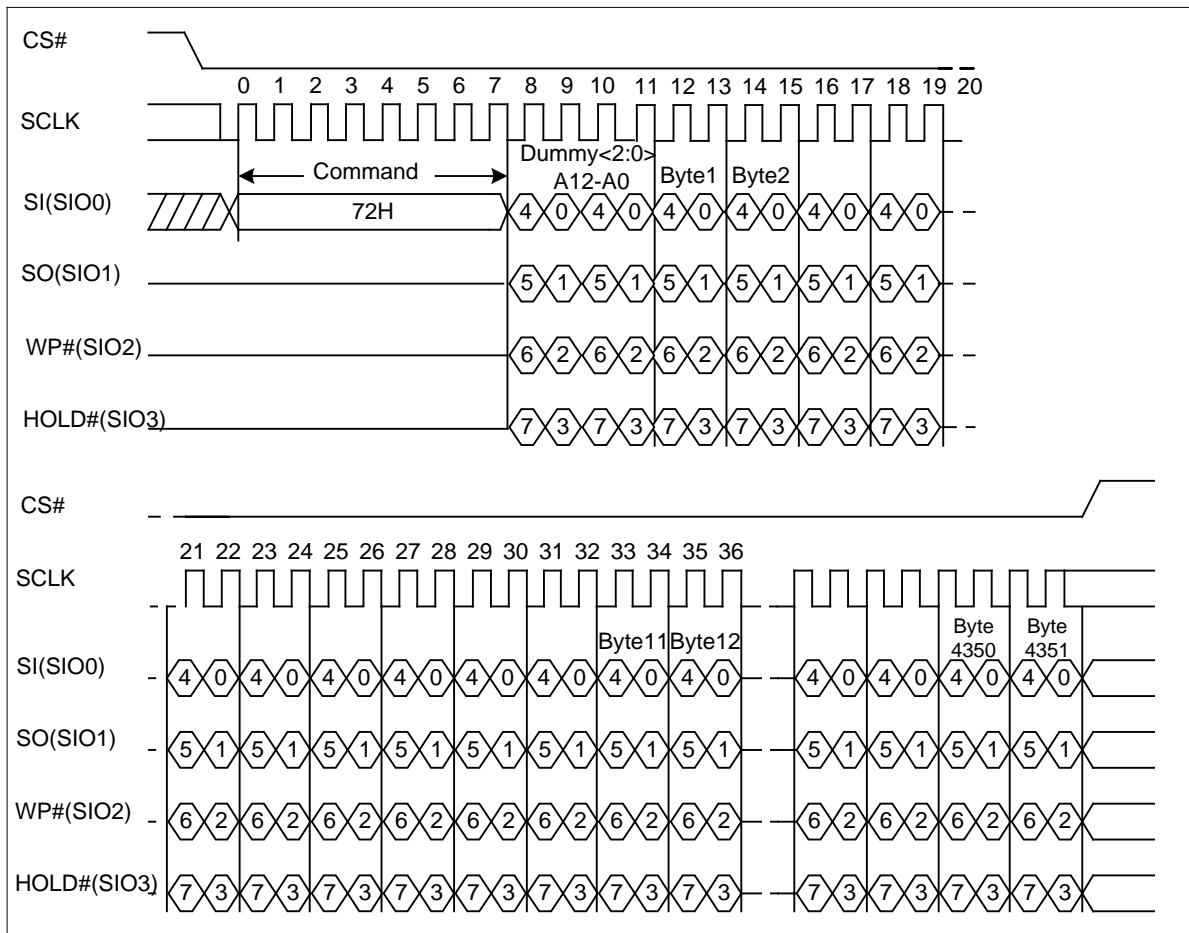 CS#
0 1 2 3 4 5 6 7 8 9 10 11 12 13 14 15 16 17 18 19 20
SCLK
Command
Dummy<2:0>
A12-A0
Byte1
Byte2
SI(SIO0)
72H
4 0 4 0 4 0 4 0 4 0 4 0
SO(SIO1)
5 1 5 1 5 1 5 1 5 1 5 1
WP#(SIO2)
6 2 6 2 6 2 6 2 6 2 6 2
HOLD#(SIO3)
7 3 7 3 7 3 7 3 7 3 7 3
CS#
21 22 23 24 25 26 27 28 29 30 31 32 33 34 35 36
SCLK
Byte11
Byte12
Byte
4350
Byte
4351
SI(SIO0)
4 0 4 0 4 0 4 0 4 0 4 0 4 0 4 0 4 0 4 0 4 0 4 0
SO(SIO1)
5 1 5 1 5 1 5 1 5 1 5 1 5 1 5 1 5 1 5 1 5 1 5 1
WP#(SIO2)
6 2 6 2 6 2 6 2 6 2 6 2 6 2 6 2 6 2 6 2 6 2 6 2
HOLD#(SIO3)
7 3 7 3 7 3 7 3 7 3 7 3 7 3 7 3 7 3 7 3 7 3 7 3